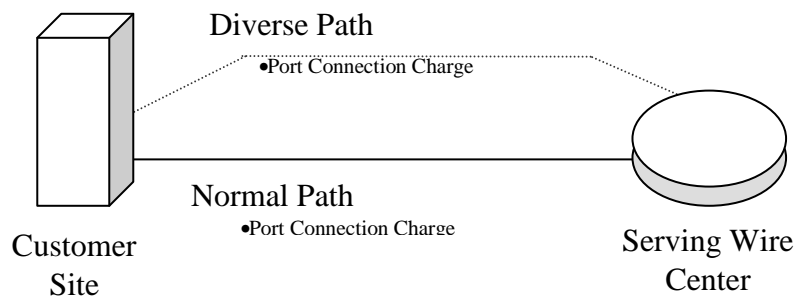 Diverse Path
•Port Connection Charge
Normal Path
•Port Connection Charge
Customer
Site
Serving Wire
Center